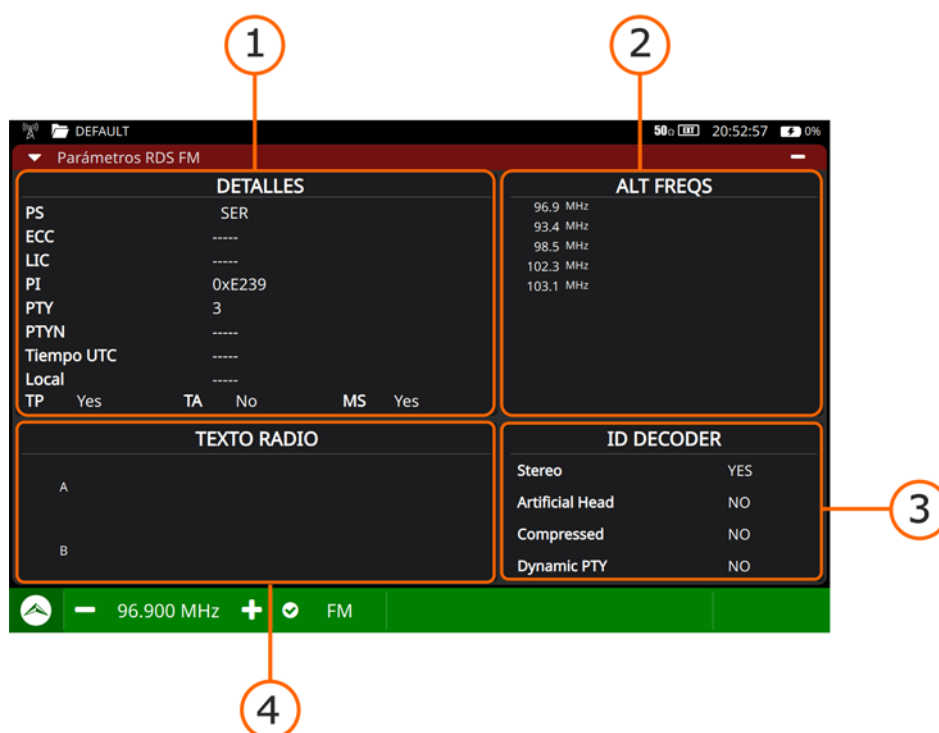 1
2
DEFAULT 50Ω EXT 20:52:57 0%
Parámetros RDS FM
DETALLES
PS SER
ECC -----
LIC -----
PI 0xE239
PTY 3
PTYN -----
Tiempo UTC -----
Local -----
TP Yes TA No MS Yes
ALT FREQS
96.9 MHz
93.4 MHz
98.5 MHz
102.3 MHz
103.1 MHz
TEXTO RADIO
A
B
ID DECODER
Stereo YES
Artificial Head NO
Compressed NO
Dynamic PTY NO
3
96.900 MHz FM
4